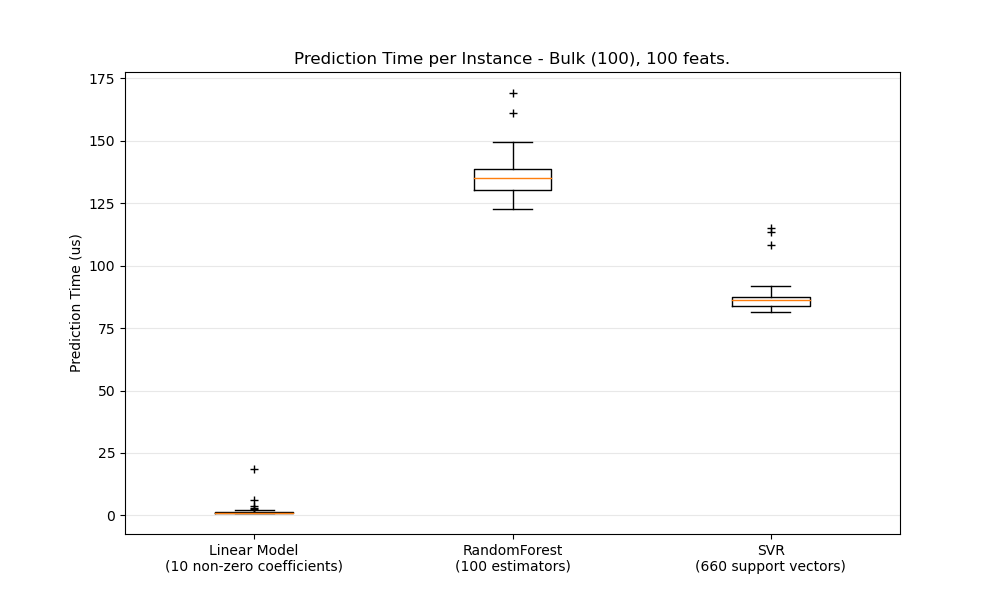 Prediction Time per Instance - Bulk (100), 100 feats.
Prediction Time (us)
175
150
125
100
75
50
25
0
Linear Model
(10 non-zero coefficients)
RandomForest
(100 estimators)
SVR
(660 support vectors)